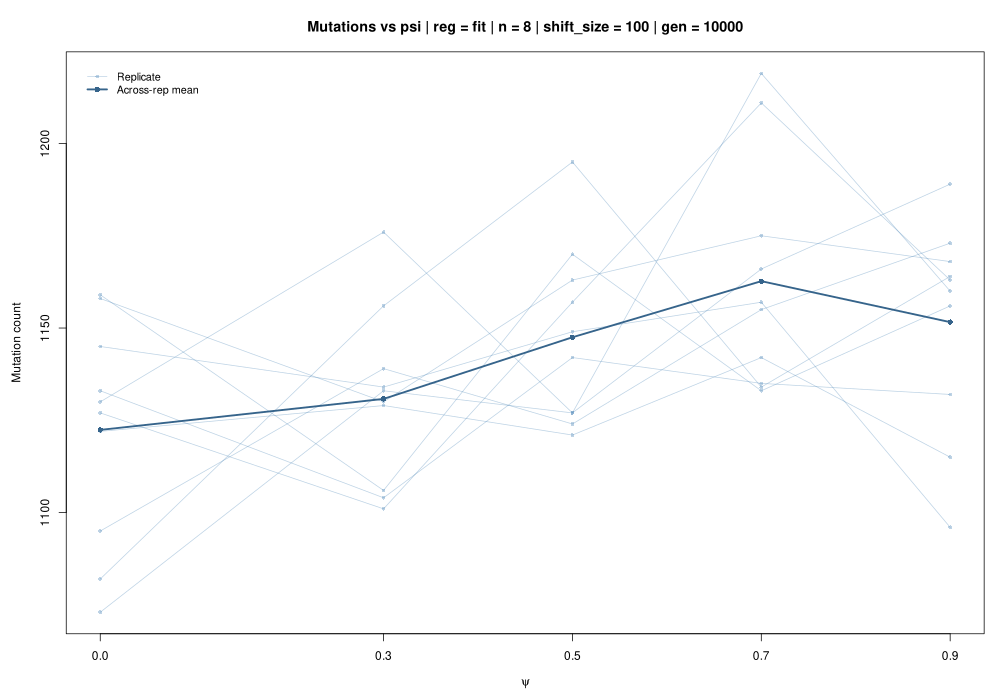 Mutations vs psi | reg = fit | n = 8 | shift_size = 100 | gen = 10000
Replicate
Across-rep mean
Mutation count
1200
1150
1100
0.0 0.3 0.5 0.7 0.9
ψ